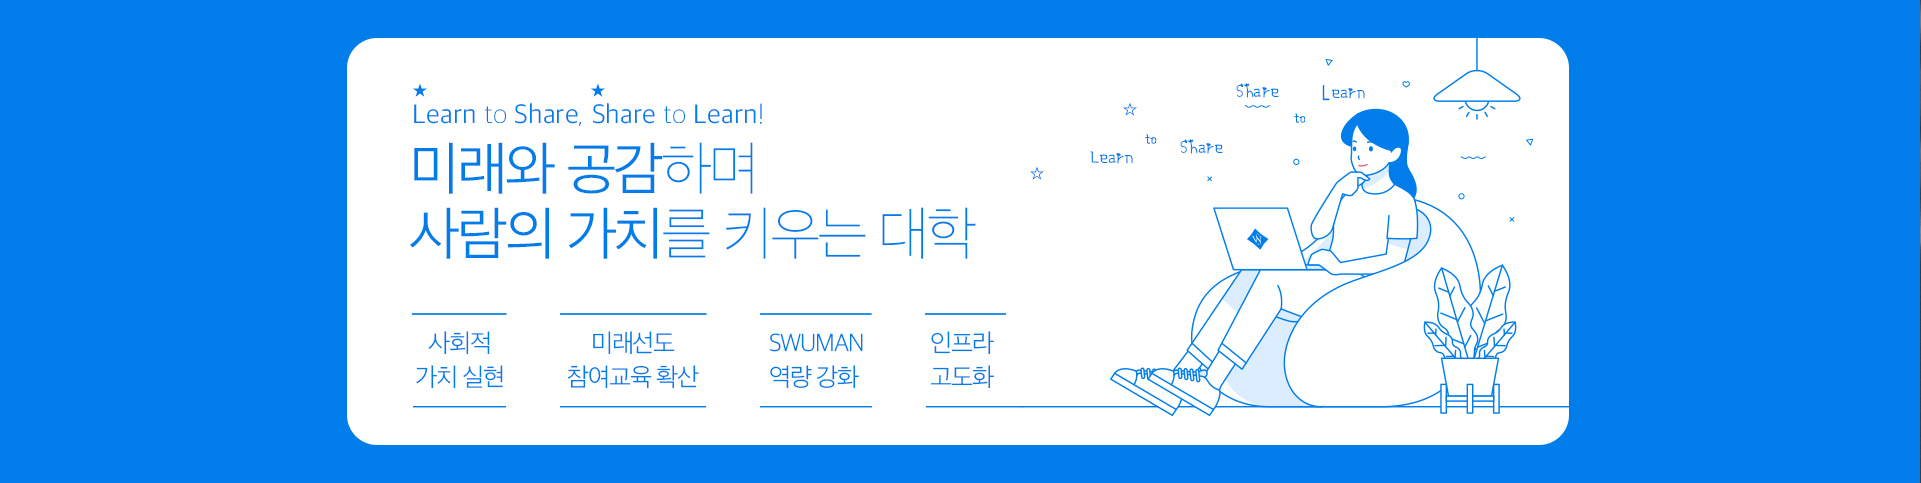 Learn to Share, Share to Learn!
미래와 공감하며
사람의 가치를 키우는 대학
사회적
가치 실현
미래선도
참여교육 확산
SWUMAN
역량 강화
인프라
고도화
Learn
to
Share
Share
to
Learn
W